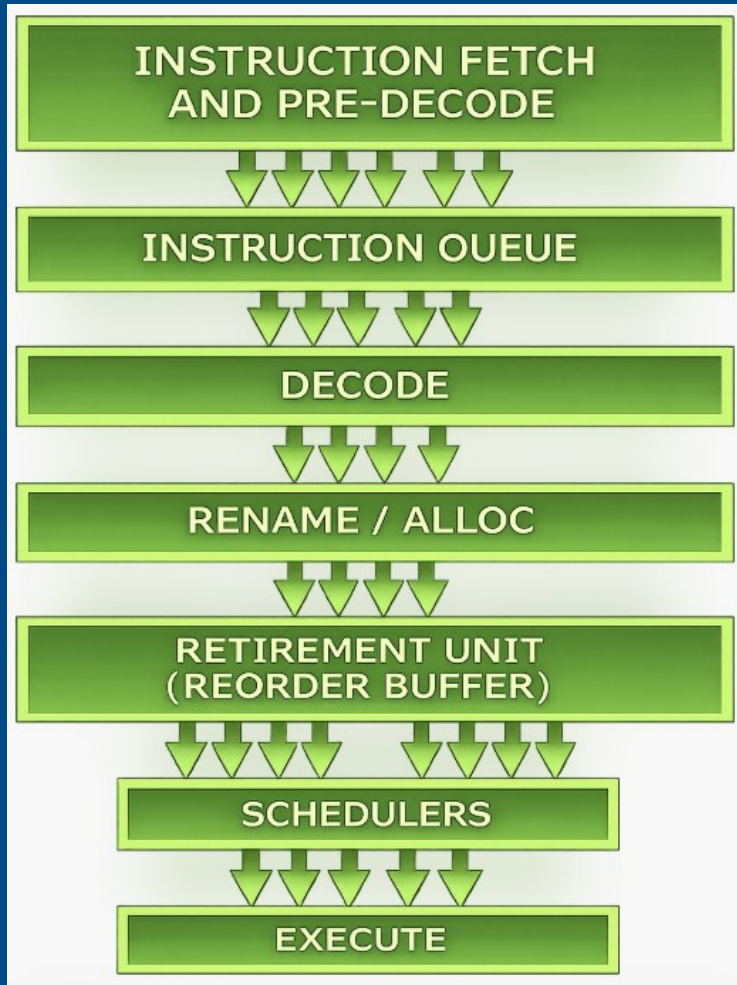 INSTRUCTION FETCH
AND PRE-DECODE
INSTRUCTION OUEUE
DECODE
RENAME / ALLOC
RETIREMENT UNIT
(REORDER BUFFER)
SCHEDULERS
EXECUTE